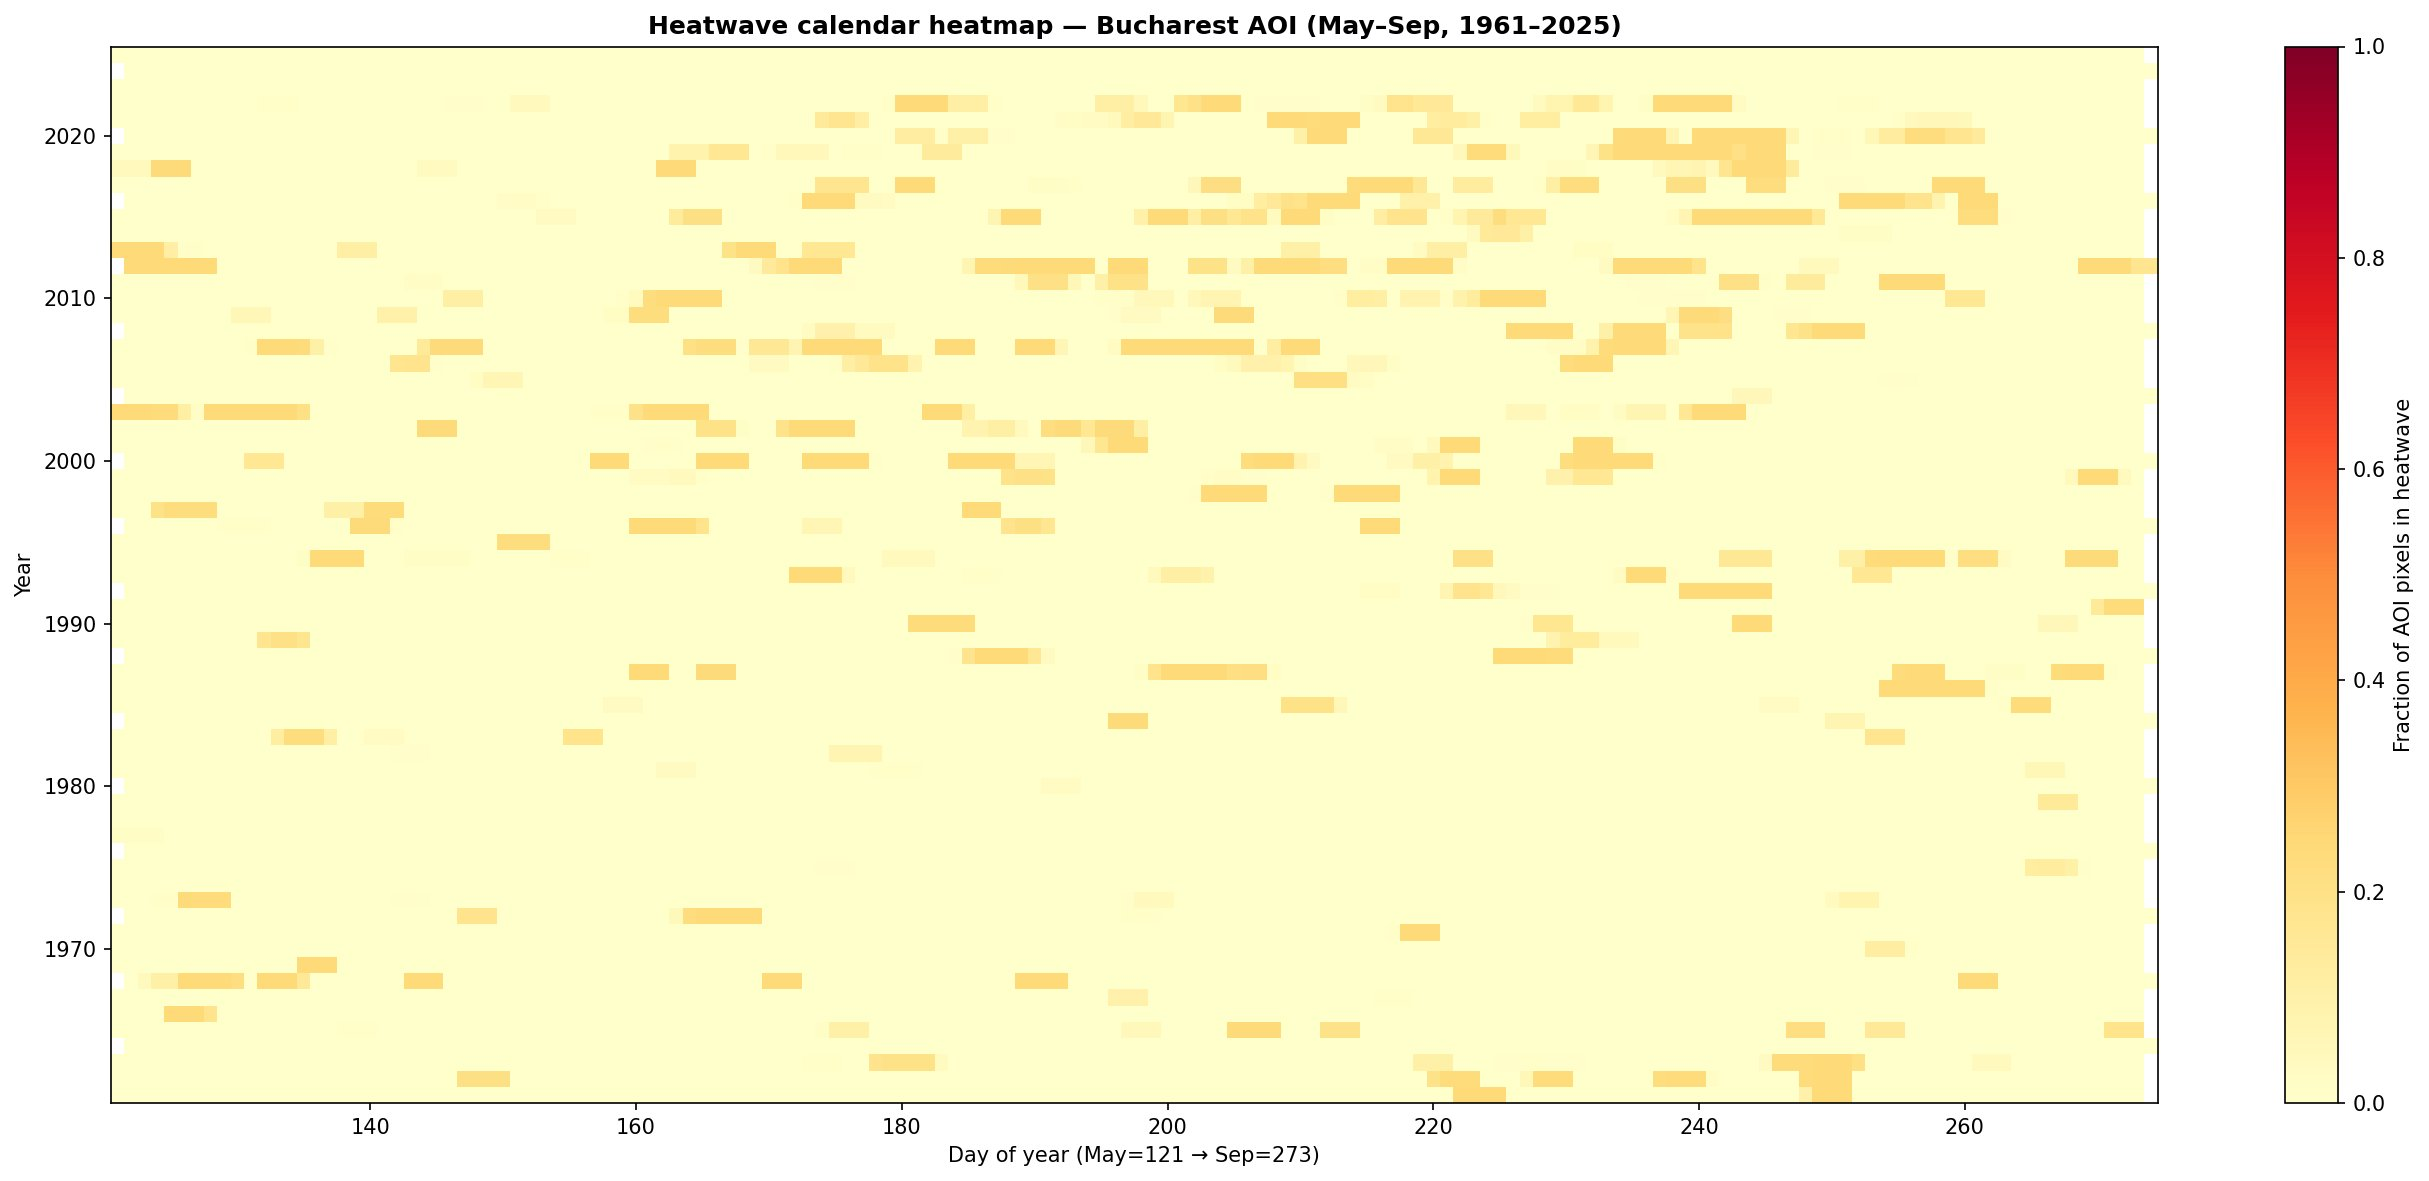 Heatwave calendar heatmap — Bucharest AOI (May–Sep, 1961–2025)
Year
2020
2010
2000
1990
1980
1970
140 160 180 200 220 240 260
Day of year (May=121 → Sep=273)
1.0
0.8
0.6
0.4
0.2
0.0
Fraction of AOI pixels in heatwave